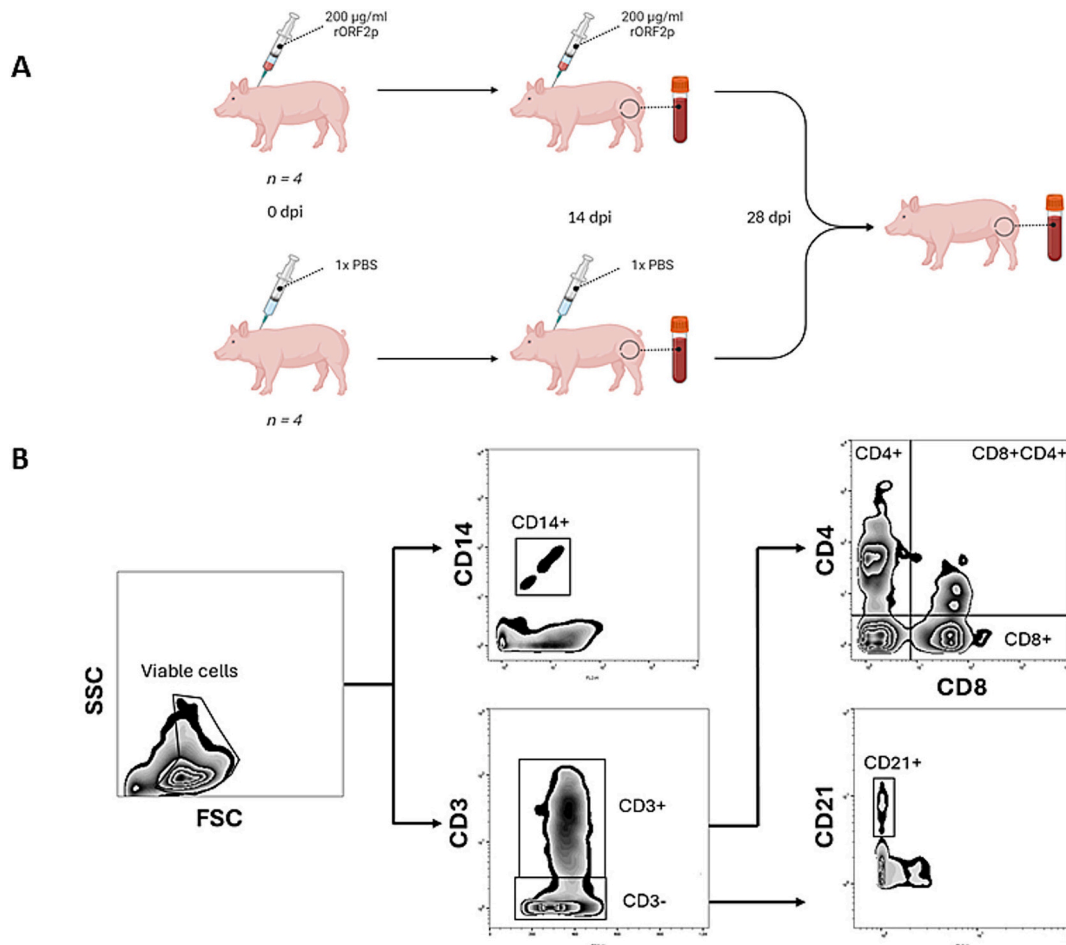 A
200 µg/ml
rORF2p
200 µg/ml
rORF2p
n = 4
0 dpi
14 dpi
28 dpi
1x PBS
1x PBS
n = 4
B
SSC
Viable cells
FSC
CD14
CD14+
CD3
CD3+
CD3-
CD4
CD4+
CD8+CD4+
CD8+
CD8
CD21
CD21+